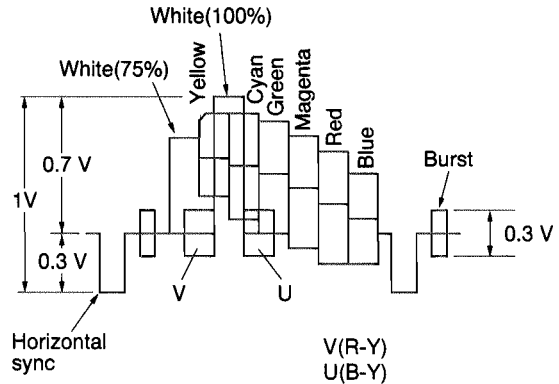 White(100%)
White(75%)
Yellow
Cyan
Green
Magenta
Red
Blue
Burst
0.7 V
1V
0.3 V
0.3 V
V
U
Horizontal
sync
V(R-Y)
U(B-Y)